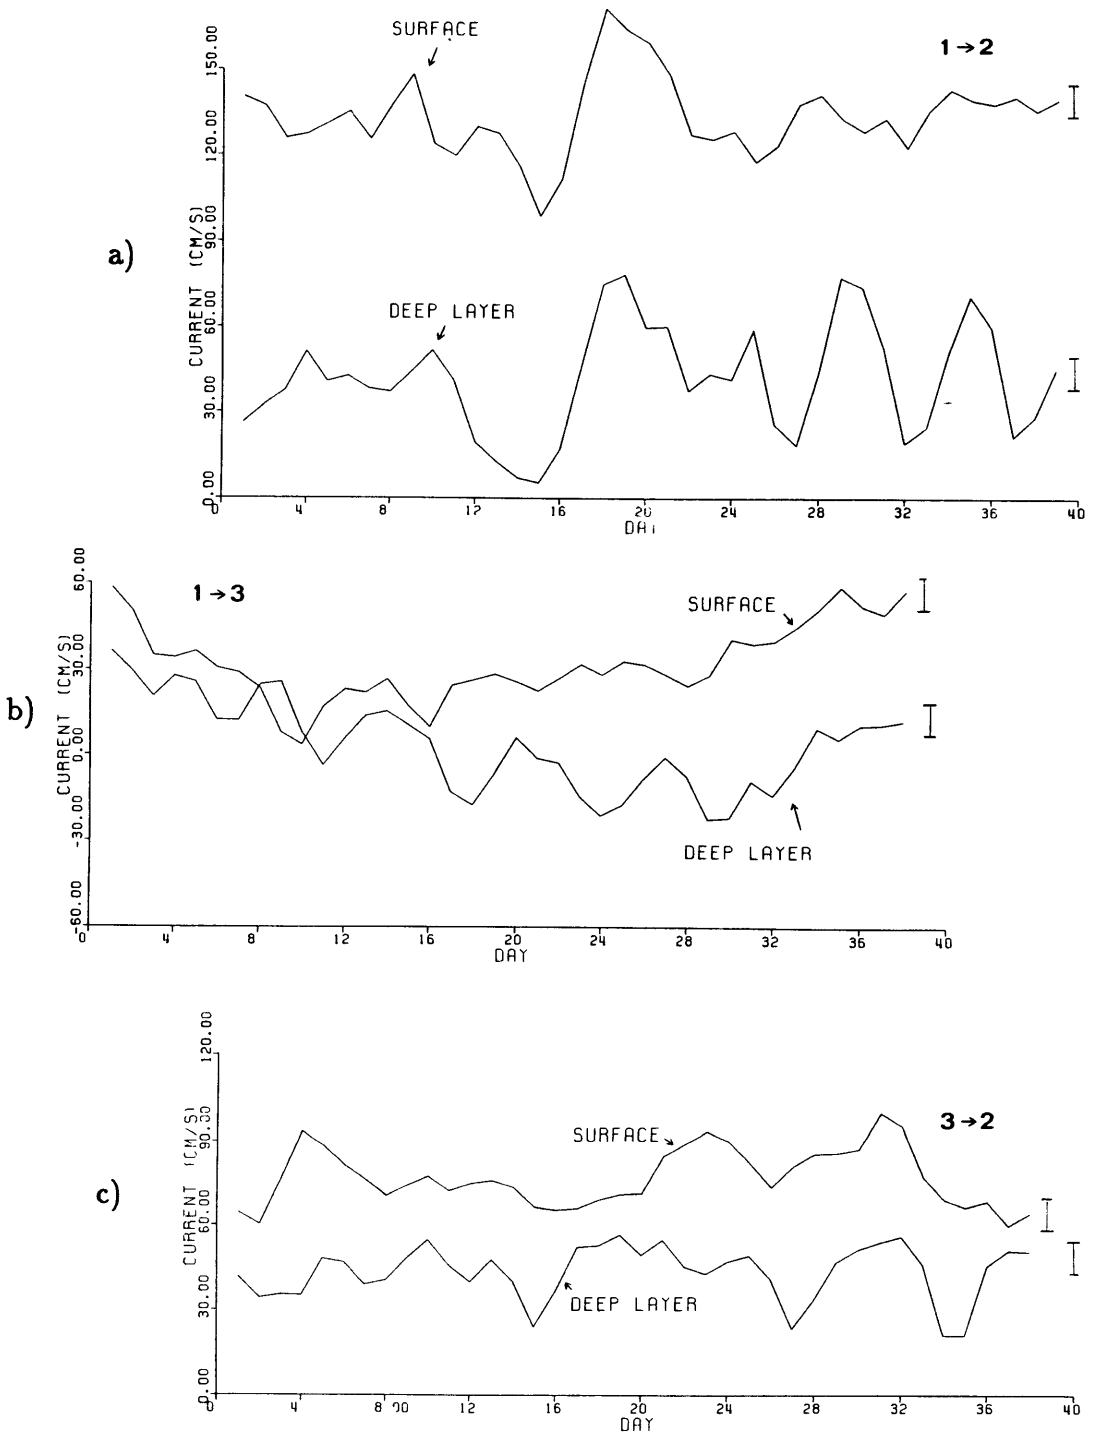 a)
SURFACE
1→2
DEEP LAYER
CURRENT (CM/S)
150.00
120.00
90.00
60.00
30.00
0.00
0 4 8 10 12 16 20 24 28 32 36 40
b)
1→3
SURFACE
DEEP LAYER
CURRENT (CM/S)
60.00
30.00
0.00
-30.00
-60.00
0 4 8 12 16 20 24 28 32 36 40
DAY
c)
3→2
SURFACE
DEEP LAYER
CURRENT (CM/S)
120.00
90.00
60.00
30.00
0.00
0 4 8 12 16 20 24 28 32 36 40
DAY